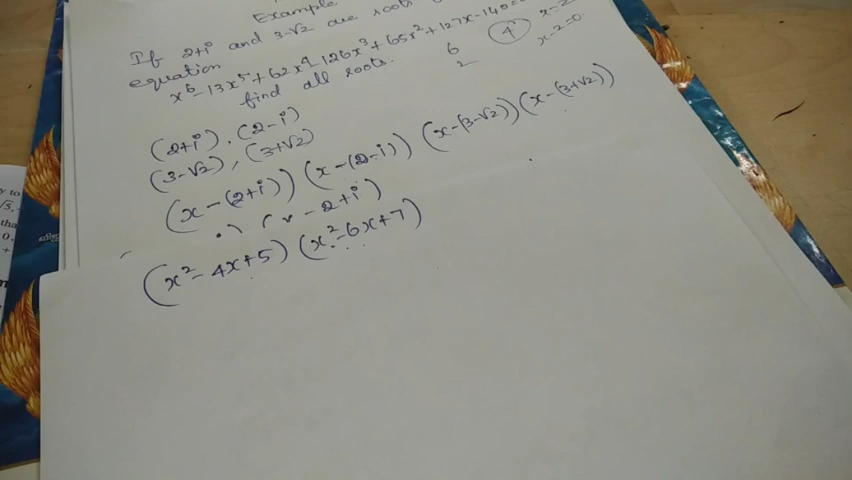 Example
If 2+i and 3-√2 are roots
equation
x⁶-13x⁵+62x⁴-126x³+65x²+127x-140=0
find all roots.
6
2
4
x=2
x-2=0
(2+i), (2-i)
(3-√2), (3+√2)
(x-(2+i)) (x-(2-i)) (x-(3-√2)) (x-(3+√2))
(x-2+i)
(x²-4x+5) (x²-6x+7)